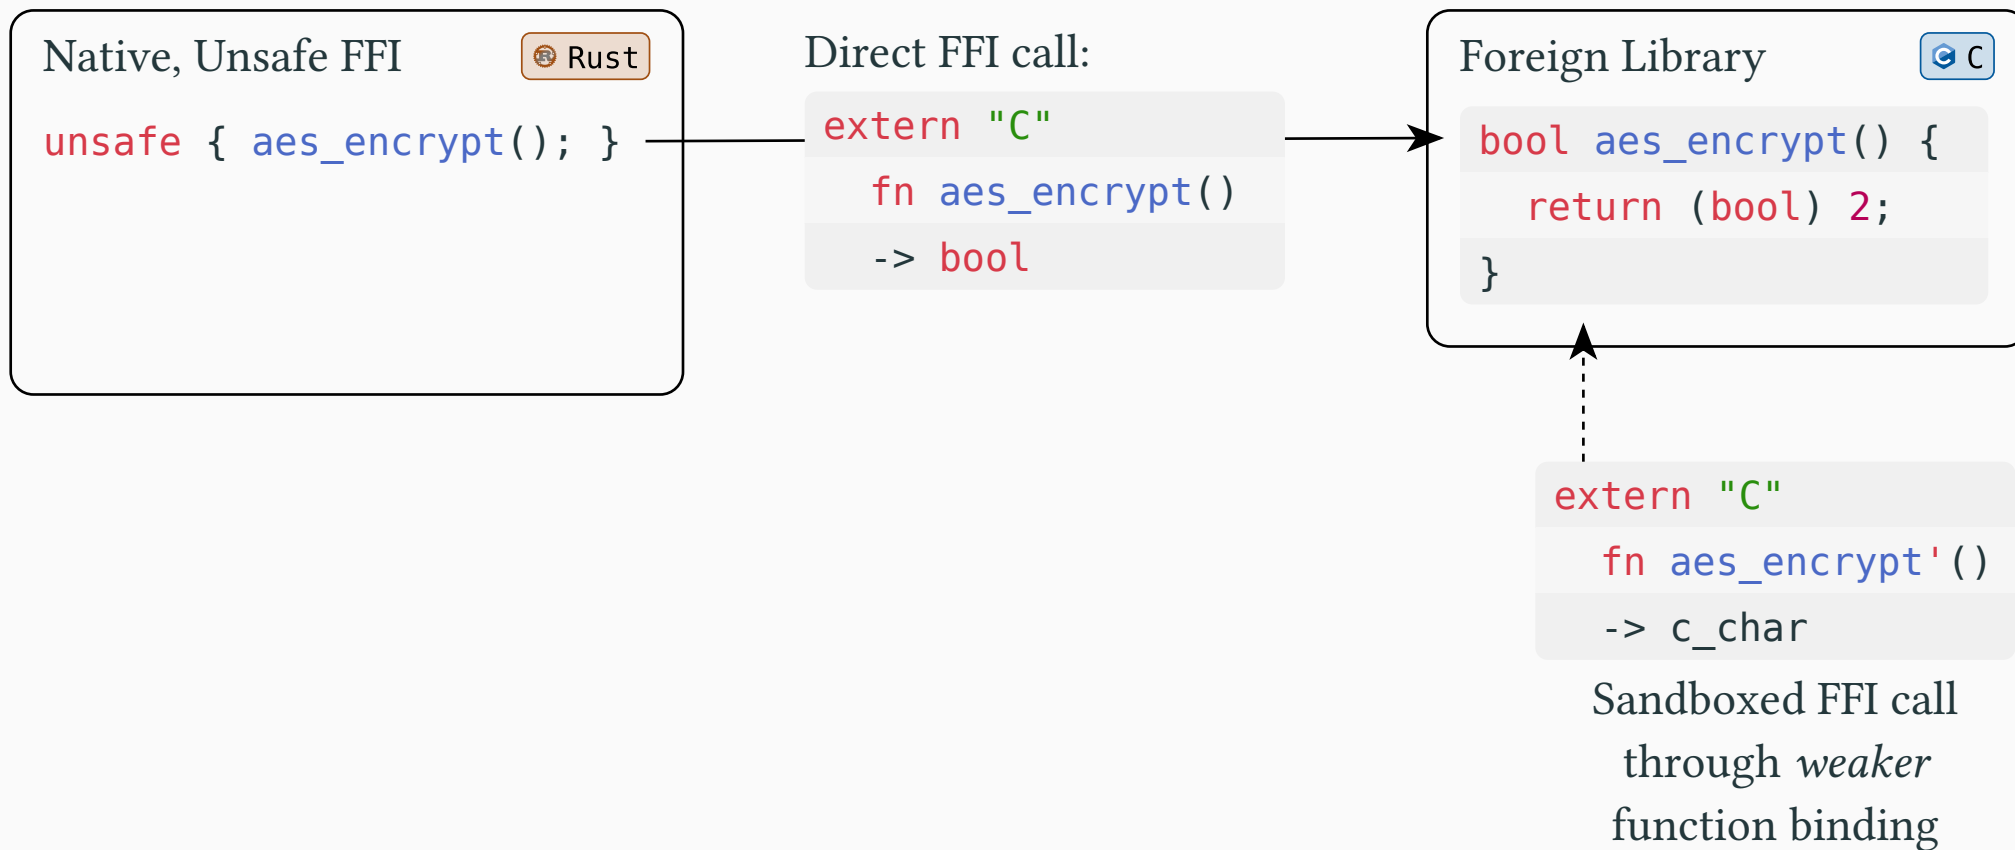 Native, Unsafe FFI
Rust
unsafe { aes_encrypt(); }
Direct FFI call:
extern "C"
  fn aes_encrypt()
  -> bool
Foreign Library
C
bool aes_encrypt() {
  return (bool) 2;
}
extern "C"
  fn aes_encrypt'()
  -> c_char
Sandboxed FFI call
through weaker
function binding